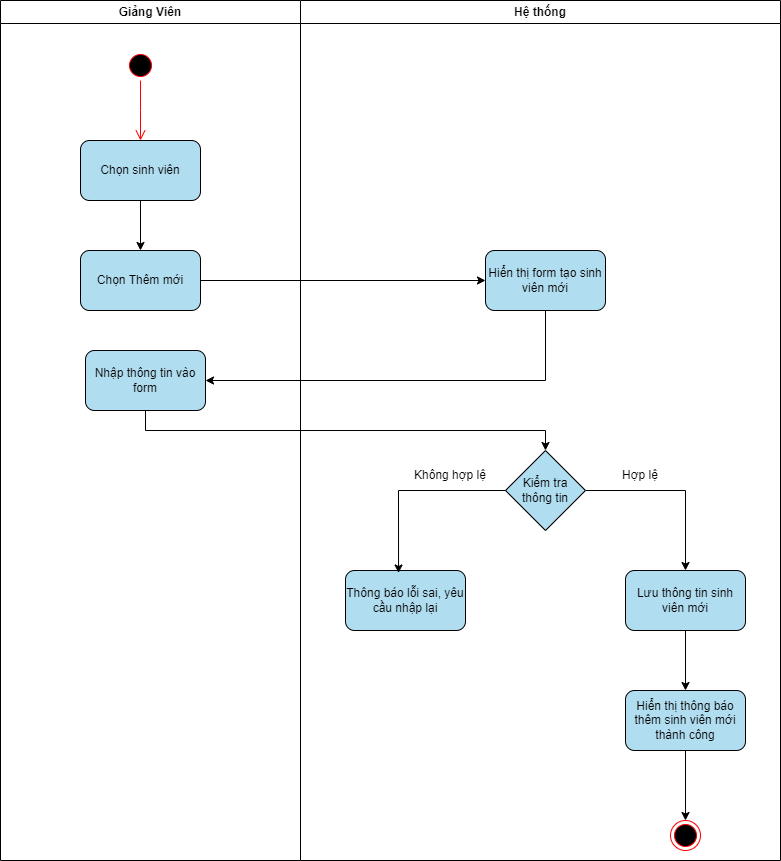 Giảng Viên
Hệ thống
Chọn sinh viên
Chọn Thêm mới
Hiển thị form tạo sinh
viên mới
Nhập thông tin vào
form
Kiểm tra
thông tin
Không hợp lệ
Hợp lệ
Thông báo lỗi sai, yêu
cầu nhập lại
Lưu thông tin sinh
viên mới
Hiển thị thông báo
thêm sinh viên mới
thành công